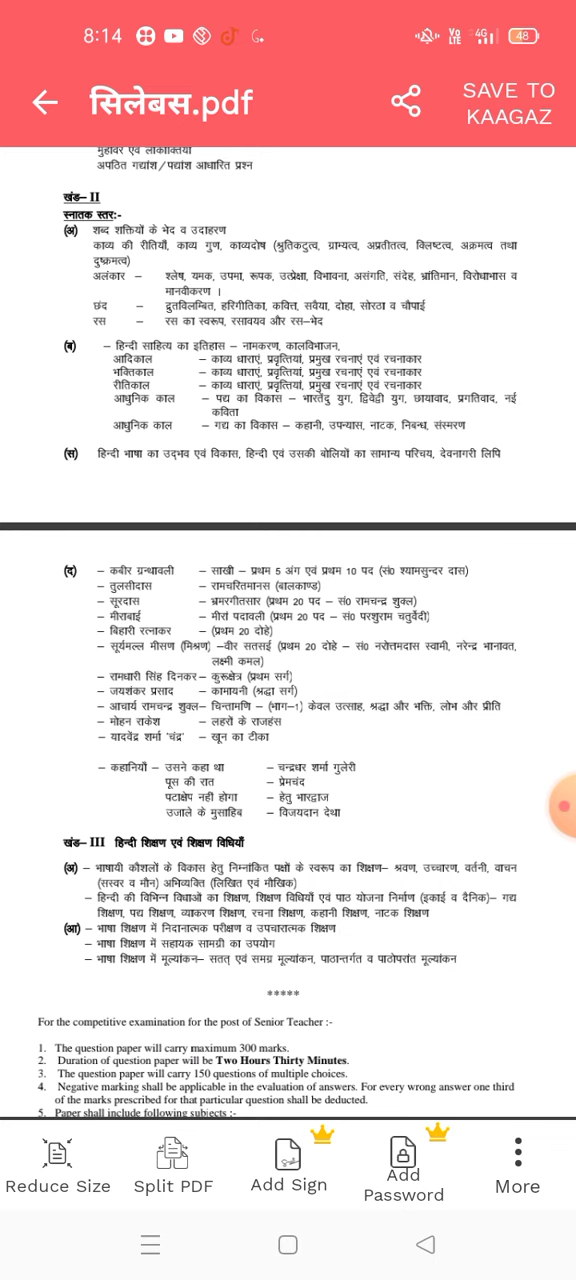 8:14
Vo LTE 4G 48
सिलेबस.pdf
SAVE TO
KAAGAZ
मुहावरे एवं लोकोक्तियां
अपठित गद्यांश/पद्यांश आधारित प्रश्न
खंड– II
स्नातक स्तर:-
(अ) शब्द शक्तियों के भेद व उदाहरण
काव्य की रीतियाँ, काव्य गुण, काव्यदोष (श्रुतिकटुत्व, ग्राम्यत्व, अप्रतीतत्व, क्लिष्टत्व, अक्रमत्व तथा
दुष्क्रमत्व)
अलंकार – श्लेष, यमक, उपमा, रूपक, उत्प्रेक्षा, विभावना, असंगति, संदेह, भ्रांतिमान, विरोधाभास व
मानवीकरण ।
छंद – द्रुतविलम्बित, हरिगीतिका, कवित्त, सवैया, दोहा, सोरठा व चौपाई
रस – रस का स्वरूप, रसावयव और रस–भेद
(ब) – हिन्दी साहित्य का इतिहास – नामकरण, कालविभाजन,
आदिकाल – काव्य धाराएं, प्रवृत्तियां, प्रमुख रचनाएं एवं रचनाकार
भक्तिकाल – काव्य धाराएं, प्रवृत्तियां, प्रमुख रचनाएं एवं रचनाकार
रीतिकाल – काव्य धाराएं, प्रवृत्तियां, प्रमुख रचनाएं एवं रचनाकार
आधुनिक काल – पद्य का विकास – भारतेंदु युग, द्विवेद्वी युग, छायावाद, प्रगतिवाद, नई
कविता
आधुनिक काल – गद्य का विकास – कहानी, उपन्यास, नाटक, निबन्ध, संस्मरण
(स) हिन्दी भाषा का उद्भव एवं विकास, हिन्दी एवं उसकी बोलियों का सामान्य परिचय, देवनागरी लिपि
(द) – कबीर ग्रन्थावली – साखी – प्रथम 5 अंग एवं प्रथम 10 पद (सं0 श्यामसुन्दर दास)
– तुलसीदास – रामचरितमानस (बालकाण्ड)
– सूरदास – भ्रमरगीतसार (प्रथम 20 पद – सं0 रामचन्द्र शुक्ल)
– मीराबाई – मीरां पदावली (प्रथम 20 पद – सं0 परशुराम चतुर्वेदी)
– बिहारी रत्नाकर – (प्रथम 20 दोहे)
– सूर्यमल्ल मीसण (मिश्रण) –वीर सतसई (प्रथम 20 दोहे – सं0 नरोत्तमदास स्वामी, नरेन्द्र भानावत,
लक्ष्मी कमल)
– रामधारी सिंह दिनकर– कुरूक्षेत्र (प्रथम सर्ग)
– जयशंकर प्रसाद – कामायनी (श्रद्धा सर्ग)
– आचार्य रामचन्द्र शुक्ल– चिन्तामणि – (भाग–1) केवल उत्साह, श्रद्धा और भक्ति, लोभ और प्रीति
– मोहन राकेश – लहरों के राजहंस
– यादवेंद्र शर्मा 'चंद्र' – खून का टीका
– कहानियाँ – उसने कहा था – चन्द्रधर शर्मा गुलेरी
पूस की रात – प्रेमचंद
पटाक्षेप नहीं होगा – हेतु भारद्वाज
उजाले के मुसाहिब – विजयदान देथा
खंड– III हिन्दी शिक्षण एवं शिक्षण विधियाँ
(अ) – भाषायी कौशलों के विकास हेतु निम्नांकित पक्षों के स्वरूप का शिक्षण– श्रवण, उच्चारण, वर्तनी, वाचन
(सस्वर व मौन) अभिव्यक्ति (लिखित एवं मौखिक)
– हिन्दी की विभिन्न विधाओं का शिक्षण, शिक्षण विधियाँ एवं पाठ योजना निर्माण (इकाई व दैनिक)– गद्य
शिक्षण, पद्य शिक्षण, व्याकरण शिक्षण, रचना शिक्षण, कहानी शिक्षण, नाटक शिक्षण
(आ) – भाषा शिक्षण में निदानात्मक परीक्षण व उपचारात्मक शिक्षण
– भाषा शिक्षण में सहायक सामग्री का उपयोग
– भाषा शिक्षण में मूल्यांकन– सतत् एवं समग्र मूल्यांकन, पाठान्तर्गत व पाठोपरांत मूल्यांकन
*****
For the competitive examination for the post of Senior Teacher :-
1. The question paper will carry maximum 300 marks.
2. Duration of question paper will be Two Hours Thirty Minutes.
3. The question paper will carry 150 questions of multiple choices.
4. Negative marking shall be applicable in the evaluation of answers. For every wrong answer one third
of the marks prescribed for that particular question shall be deducted.
5. Paper shall include following subjects :-
Reduce Size
Split PDF
Add Sign
Add
Password
More